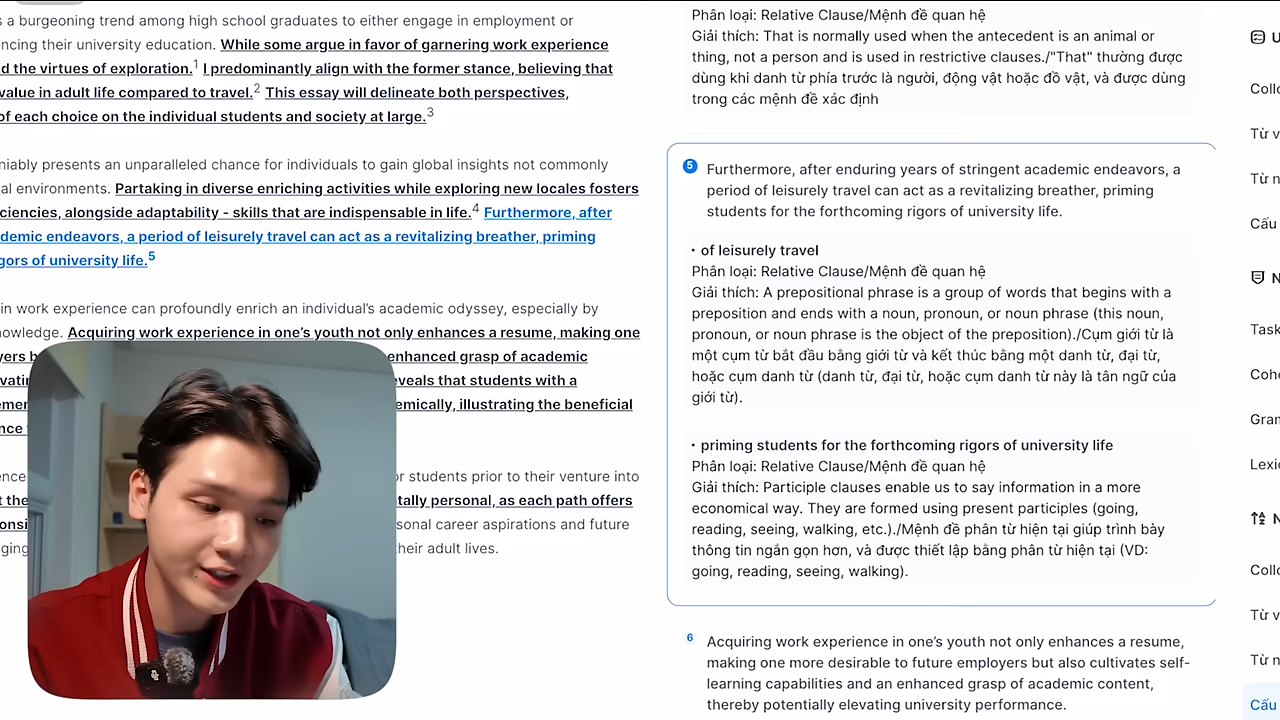 s a burgeoning trend among high school graduates to either engage in employment or
ncing their university education. While some argue in favor of garnering work experience
d the virtues of exploration.1 I predominantly align with the former stance, believing that
value in adult life compared to travel.2 This essay will delineate both perspectives,
of each choice on the individual students and society at large.3
niably presents an unparalleled chance for individuals to gain global insights not commonly
al environments. Partaking in diverse enriching activities while exploring new locales fosters
ciencies, alongside adaptability - skills that are indispensable in life.4 Furthermore, after
demic endeavors, a period of leisurely travel can act as a revitalizing breather, priming
gors of university life.5
in work experience can profoundly enrich an individual's academic odyssey, especially by
nowledge. Acquiring work experience in one's youth not only enhances a resume, making one
yers b enhanced grasp of academic
vatin eveals that students with a
emen emically, illustrating the beneficial
nce
ence or students prior to their venture into
t the ntally personal, as each path offers
onsi sonal career aspirations and future
ging their adult lives.
Phân loại: Relative Clause/Mệnh đề quan hệ
Giải thích: That is normally used when the antecedent is an animal or
thing, not a person and is used in restrictive clauses./"That" thường được
dùng khi danh từ phía trước là người, động vật hoặc đồ vật, và được dùng
trong các mệnh đề xác định
5 Furthermore, after enduring years of stringent academic endeavors, a
period of leisurely travel can act as a revitalizing breather, priming
students for the forthcoming rigors of university life.
· of leisurely travel
Phân loại: Relative Clause/Mệnh đề quan hệ
Giải thích: A prepositional phrase is a group of words that begins with a
preposition and ends with a noun, pronoun, or noun phrase (this noun,
pronoun, or noun phrase is the object of the preposition)./Cụm giới từ là
một cụm từ bắt đầu bằng giới từ và kết thúc bằng một danh từ, đại từ,
hoặc cụm danh từ (danh từ, đại từ, hoặc cụm danh từ này là tân ngữ của
giới từ).
· priming students for the forthcoming rigors of university life
Phân loại: Relative Clause/Mệnh đề quan hệ
Giải thích: Participle clauses enable us to say information in a more
economical way. They are formed using present participles (going,
reading, seeing, walking, etc.)./Mệnh đề phân từ hiện tại giúp trình bày
thông tin ngắn gọn hơn, và được thiết lập bằng phân từ hiện tại (VD:
going, reading, seeing, walking).
6 Acquiring work experience in one's youth not only enhances a resume,
making one more desirable to future employers but also cultivates self-
learning capabilities and an enhanced grasp of academic content,
thereby potentially elevating university performance.
U
Collo
Từ v
Từ n
Cấu
N
Task
Cohe
Gran
Lexic
N
Collo
Từ v
Từ n
Cấu